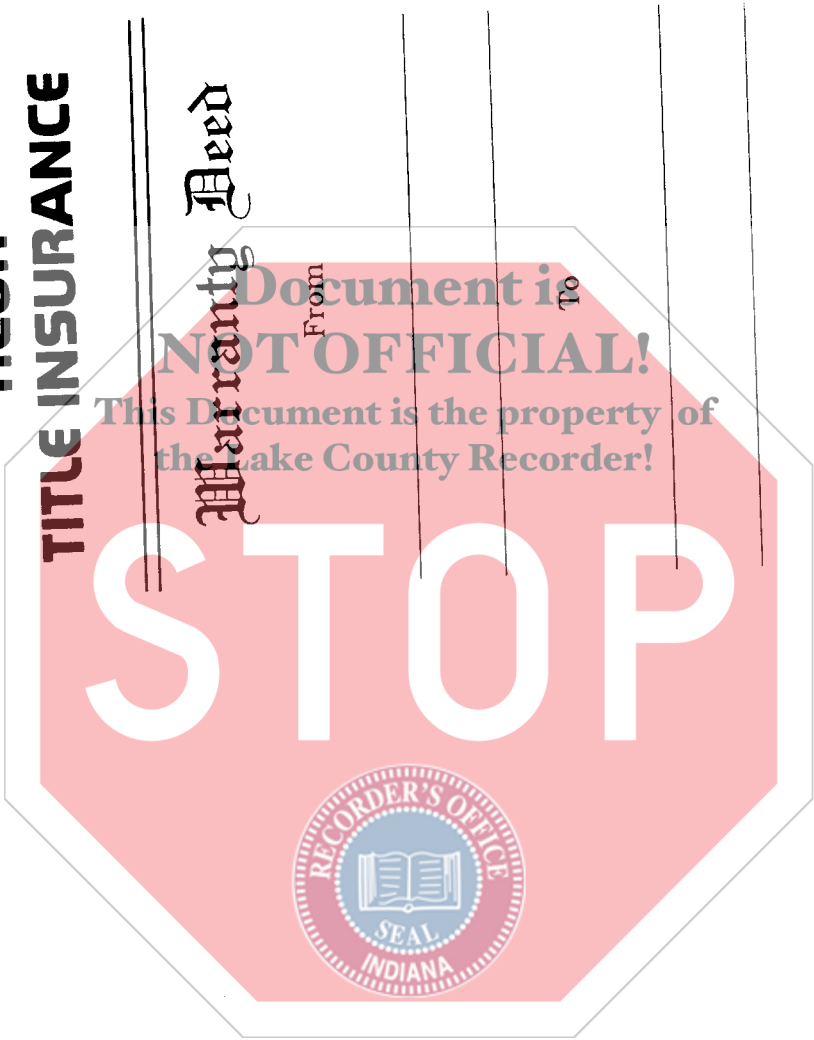 TITLE INSURANCE
Warranty Deed
From
To
Document is
NOT OFFICIAL!
This Document is the property of
the Lake County Recorder!
STOP
RECORDER'S OFFICE
SEAL
INDIANA